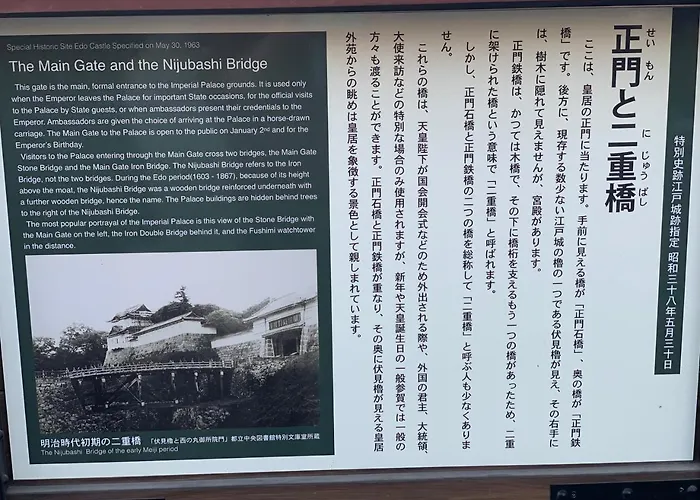 Special Historic Site Edo Castle Specified on May 30, 1963
The Main Gate and the Nijubashi Bridge
This gate is the main, formal entrance to the Imperial Palace grounds. It is used only
when the Emperor leaves the Palace for important State occasions, for the official visits
to the Palace by State guests, or when ambassadors present their credentials to the
Emperor. Ambassadors are given the choice of arriving at the Palace in a horse-drawn
carriage. The Main Gate to the Palace is open to the public on January 2nd and for the
Emperor's Birthday.
Visitors to the Palace entering through the Main Gate cross two bridges, the Main Gate
Stone Bridge and the Main Gate Iron Bridge. The Nijubashi Bridge refers to the Iron
Bridge, not the two bridges. During the Edo period(1603 - 1867), because of its height
above the moat, the Nijubashi Bridge was a wooden bridge reinforced underneath with
a further wooden bridge, hence the name. The Palace buildings are hidden behind trees
to the right of the Nijubashi Bridge.
The most popular portrayal of the Imperial Palace is this view of the Stone Bridge with
the Main Gate on the left, the Iron Double Bridge behind it, and the Fushimi watchtower
in the distance.
明治時代初期の二重橋 「伏見櫓と西の丸御所院門」都立中央図書館特別文庫室所蔵
The Nijubashi Bridge of the early Meiji period
特別史跡江戸城跡指定 昭和三十八年五月三十日
せい もん に じゅう ばし
正門と二重橋
ここは、皇居の正門に当たります。手前に見える橋が「正門石橋」、奥の橋が「正門鉄
橋」です。後方に、現存する数少ない江戸城の櫓の一つである伏見櫓が見え、その右手に
は、樹木に隠れて見えませんが、宮殿があります。
正門鉄橋は、かつては木橋で、その下に橋桁を支えるもう一つの橋があったため、二重
に架けられた橋という意味で「二重橋」と呼ばれます。
しかし、正門石橋と正門鉄橋の二つの橋を総称して「二重橋」と呼ぶ人も少なくありま
せん。
これらの橋は、天皇陛下が国会開会式などのため外出される際や、外国の君主、大統領、
大使来訪などの特別な場合のみ使用されますが、新年や天皇誕生日の一般参賀では一般の
方々も渡ることができます。正門石橋と正門鉄橋が重なり、その奥に伏見櫓が見える皇居
外苑からの眺めは皇居を象徴する景色として親しまれています。